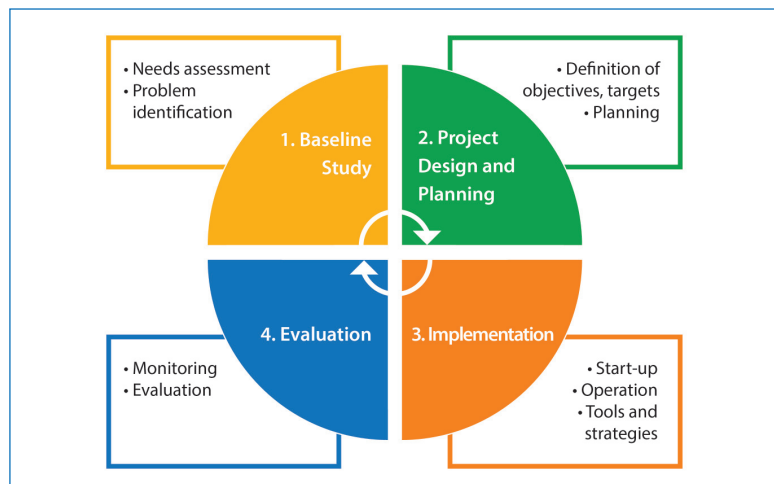 • Needs assessment
• Problem
identification
1. Baseline
Study
• Definition of
objectives, targets
• Planning
2. Project
Design and
Planning
4. Evaluation
• Monitoring
• Evaluation
3. Implementation
• Start-up
• Operation
• Tools and
strategies